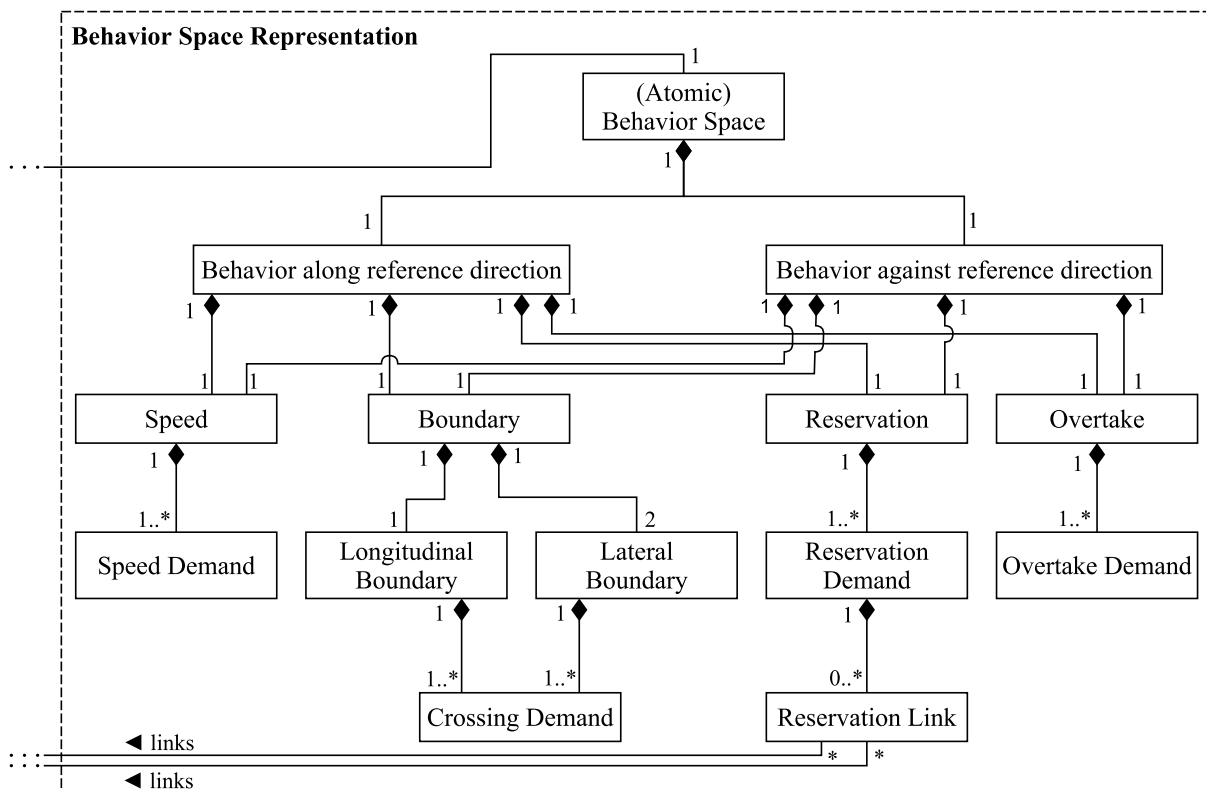 Behavior Space Representation
1
(Atomic)
Behavior Space
1
. . .
1
1
Behavior along reference direction
Behavior against reference direction
1 1 1 1 1 1 1 1
1 1 1 1 1 1 1 1
Speed
Boundary
Reservation
Overtake
1 1 1 1 1
1..* 1 2 1..* 1..*
Speed Demand
Longitudinal
Boundary
Lateral
Boundary
Reservation
Demand
Overtake Demand
1 1 1
1..* 1..* 0..*
Crossing Demand
Reservation Link
◄ links
* *
. . .
. . .
◄ links